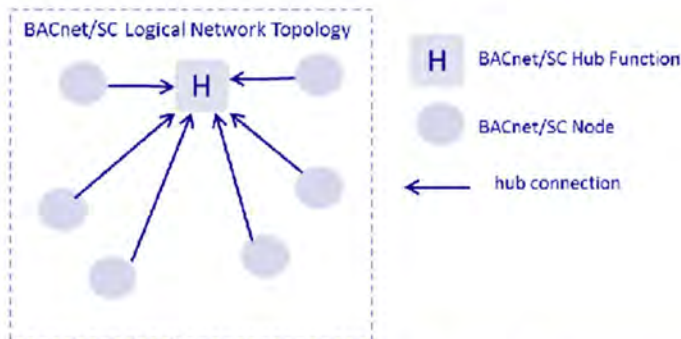 BACnet/SC Logical Network Topology
H
H
BACnet/SC Hub Function
BACnet/SC Node
hub connection